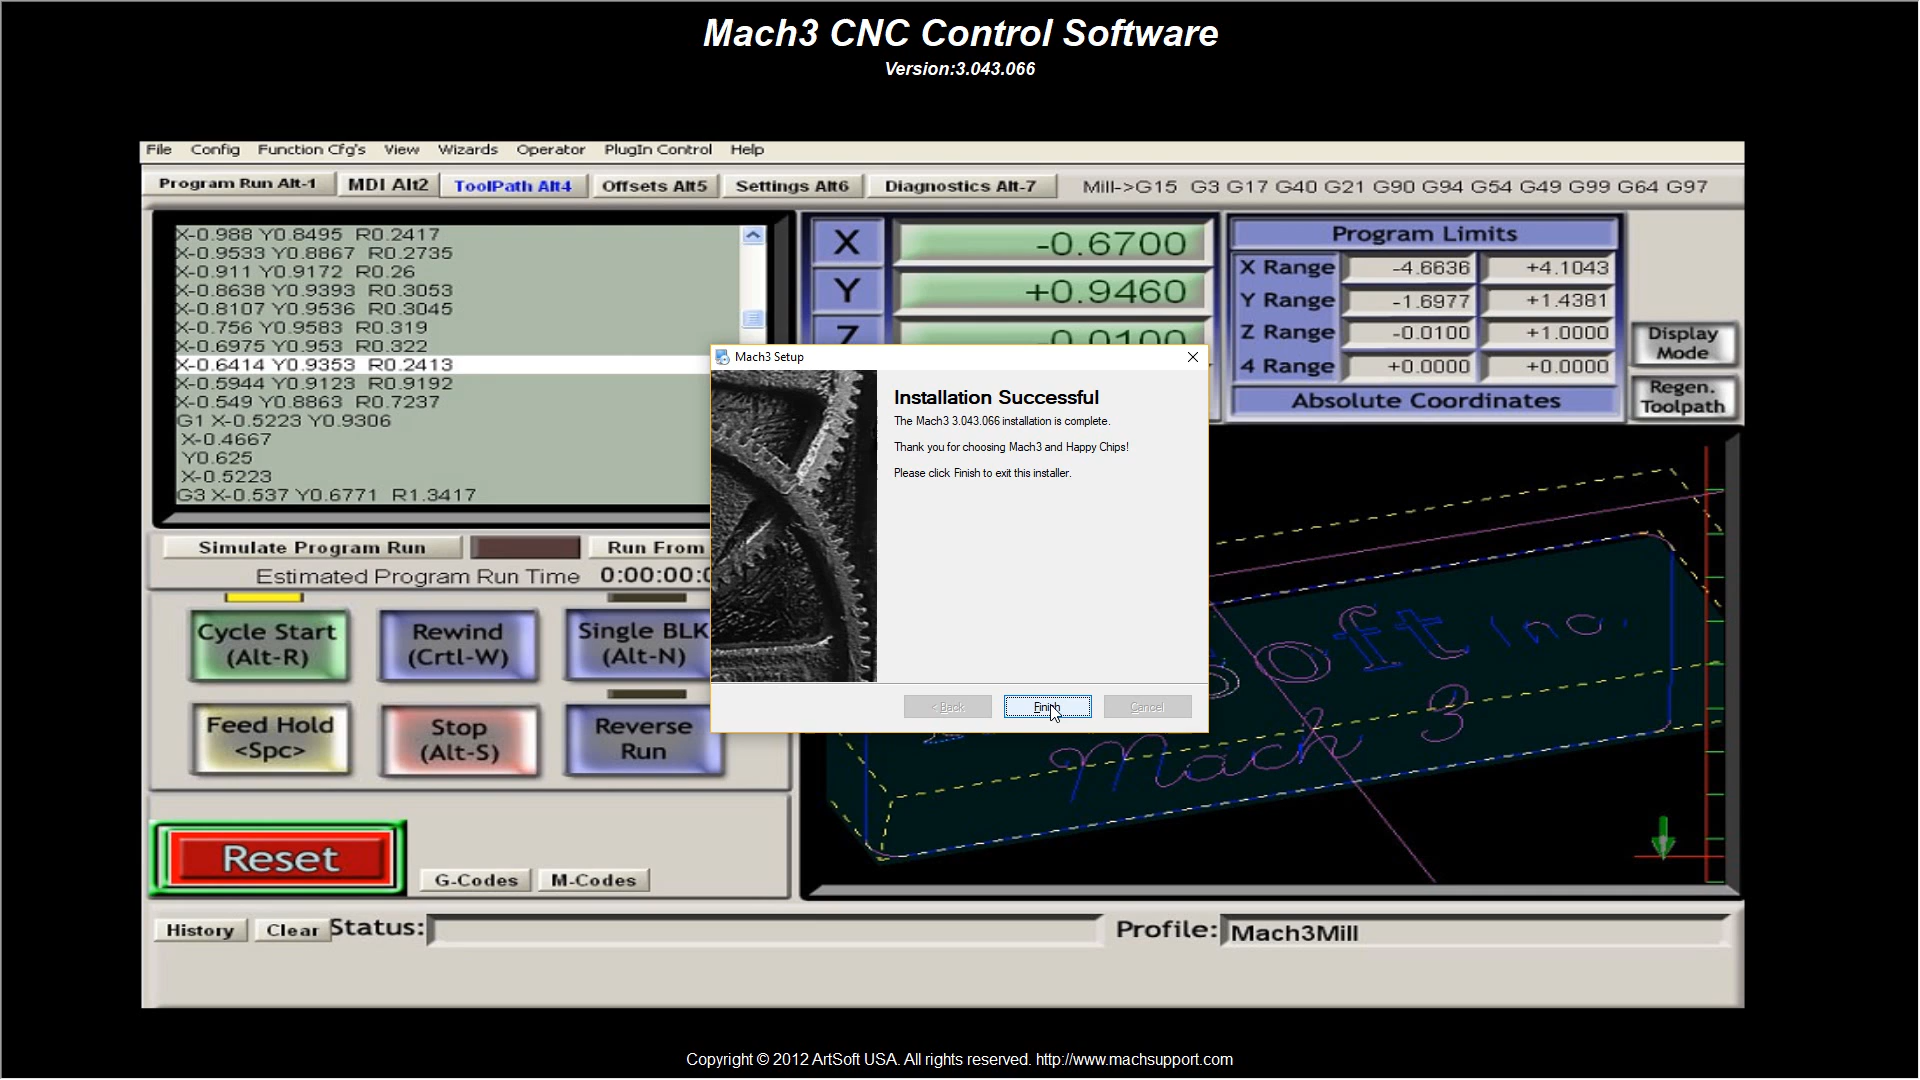 Mach3 CNC Control Software
Version:3.043.066
File Config Function Cfg's View Wizards Operator PlugIn Control Help
Program Run Alt-1 MDI Alt2 ToolPath Alt4 Offsets Alt5 Settings Alt6 Diagnostics Alt-7 Mill->G15 G3 G17 G40 G21 G90 G94 G54 G49 G99 G64 G97
X-0.988 Y0.8495 R0.2417
X-0.9533 Y0.8867 R0.2735
X-0.911 Y0.9172 R0.26
X-0.8638 Y0.9393 R0.3053
X-0.8107 Y0.9536 R0.3045
X-0.756 Y0.9583 R0.319
X-0.6975 Y0.953 R0.322
X-0.6414 Y0.9353 R0.2413
X-0.5944 Y0.9123 R0.9192
X-0.549 Y0.8863 R0.7237
G1 X-0.5223 Y0.9306
X-0.4667
Y0.625
X-0.5223
G3 X-0.537 Y0.6771 R1.3417
X -0.6700
Y +0.9460
Z -0.0100
Program Limits
X Range -4.6636 +4.1043
Y Range -1.6977 +1.4381
Z Range -0.0100 +1.0000
4 Range +0.0000 +0.0000
Absolute Coordinates
Display
Mode
Regen.
Toolpath
Mach3 Setup
Installation Successful
The Mach3 3.043.066 installation is complete.
Thank you for choosing Mach3 and Happy Chips!
Please click Finish to exit this installer.
< Back Finish Cancel
Simulate Program Run Run From
Estimated Program Run Time 0:00:00:0
Cycle Start
(Alt-R)
Rewind
(Crtl-W)
Single BLK
(Alt-N)
Feed Hold
<Spc>
Stop
(Alt-S)
Reverse
Run
soft Inc.
Mach 3
Reset
G-Codes M-Codes
History Clear Status: Profile: Mach3Mill
Copyright © 2012 ArtSoft USA. All rights reserved. http://www.machsupport.com